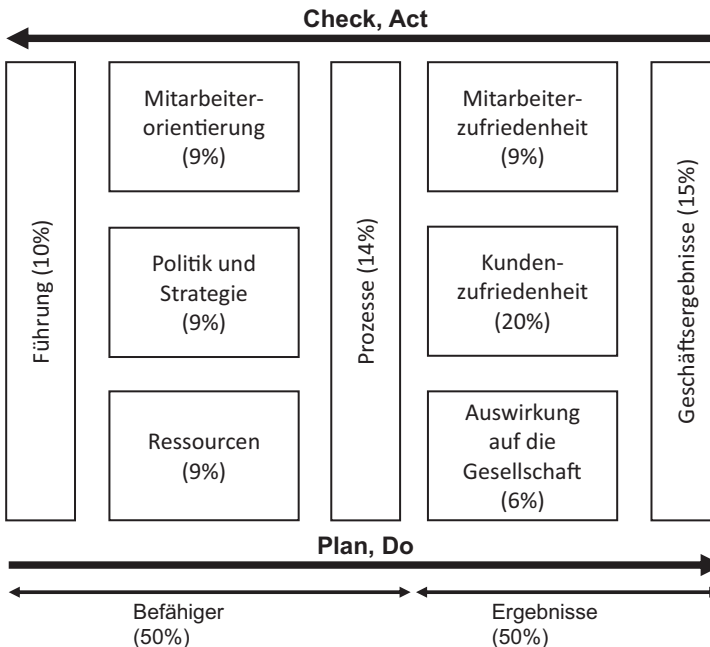 Check, Act
Führung (10%)
Mitarbeiter-
orientierung
(9%)
Politik und
Strategie
(9%)
Ressourcen
(9%)
Prozesse (14%)
Mitarbeiter-
zufriedenheit
(9%)
Kunden-
zufriedenheit
(20%)
Auswirkung
auf die
Gesellschaft
(6%)
Geschäftsergebnisse (15%)
Plan, Do
Befähiger
(50%)
Ergebnisse
(50%)